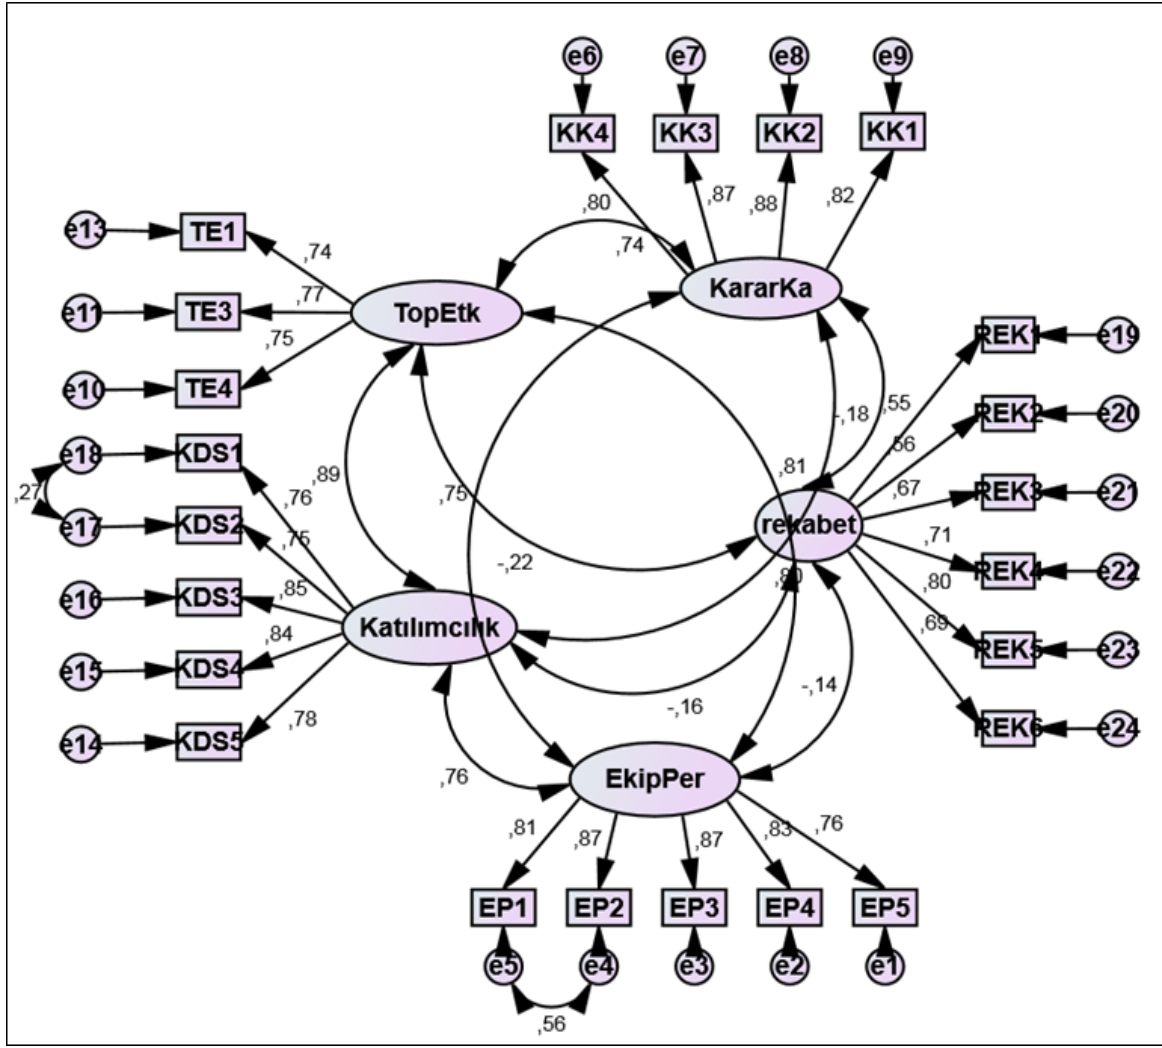 e6 e7 e8 e9
KK4 KK3 KK2 KK1
,80 ,87 ,88 ,82
e13 TE1 ,74
,74
KararKa
e11 TE3 ,77
TopEtk
,75
e10 TE4
REK1 e19
-,18 ,55
REK2 e20
,56
e18 KDS1
,89 ,81
,27
,76 ,75
,67
REK3 e21
e17 KDS2
rekabet
,75
,71
-,22
REK4 e22
,80
,80
e16 KDS3 ,85
,69
,84
Katılımcılık
REK5 e23
e15 KDS4
-,14
-,16
,78
REK6 e24
e14 KDS5
,76
EkipPer
,81 ,87 ,87 ,83 ,76
EP1 EP2 EP3 EP4 EP5
e5 e4 e3 e2 e1
,56